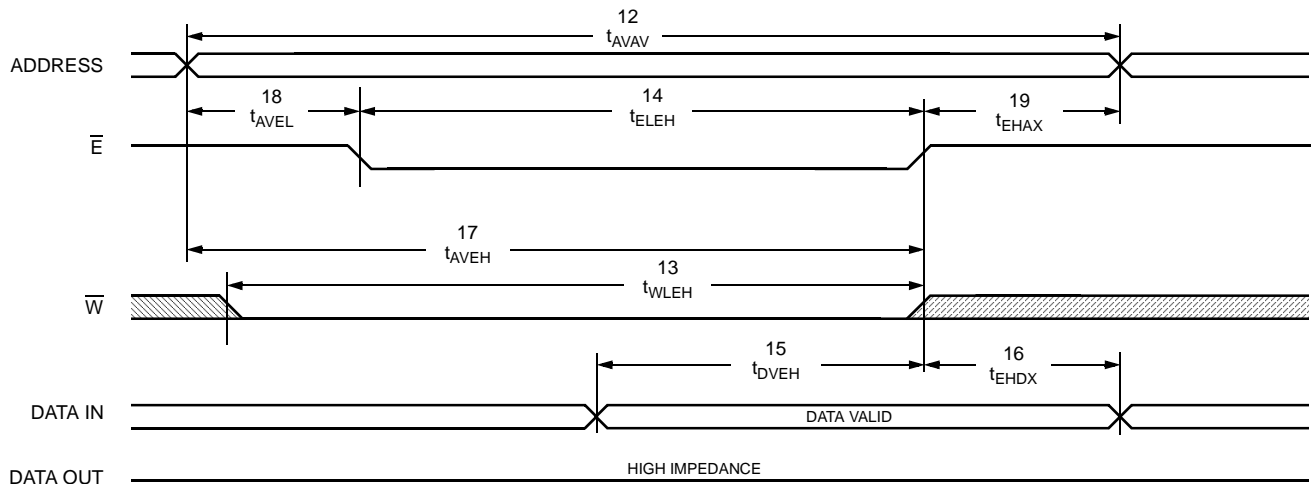 12
tAVAV
ADDRESS
18
tAVEL
14
tELEH
19
tEHAX
E
17
tAVEH
13
tWLEH
W
15
tDVEH
16
tEHDX
DATA IN
DATA VALID
DATA OUT
HIGH IMPEDANCE